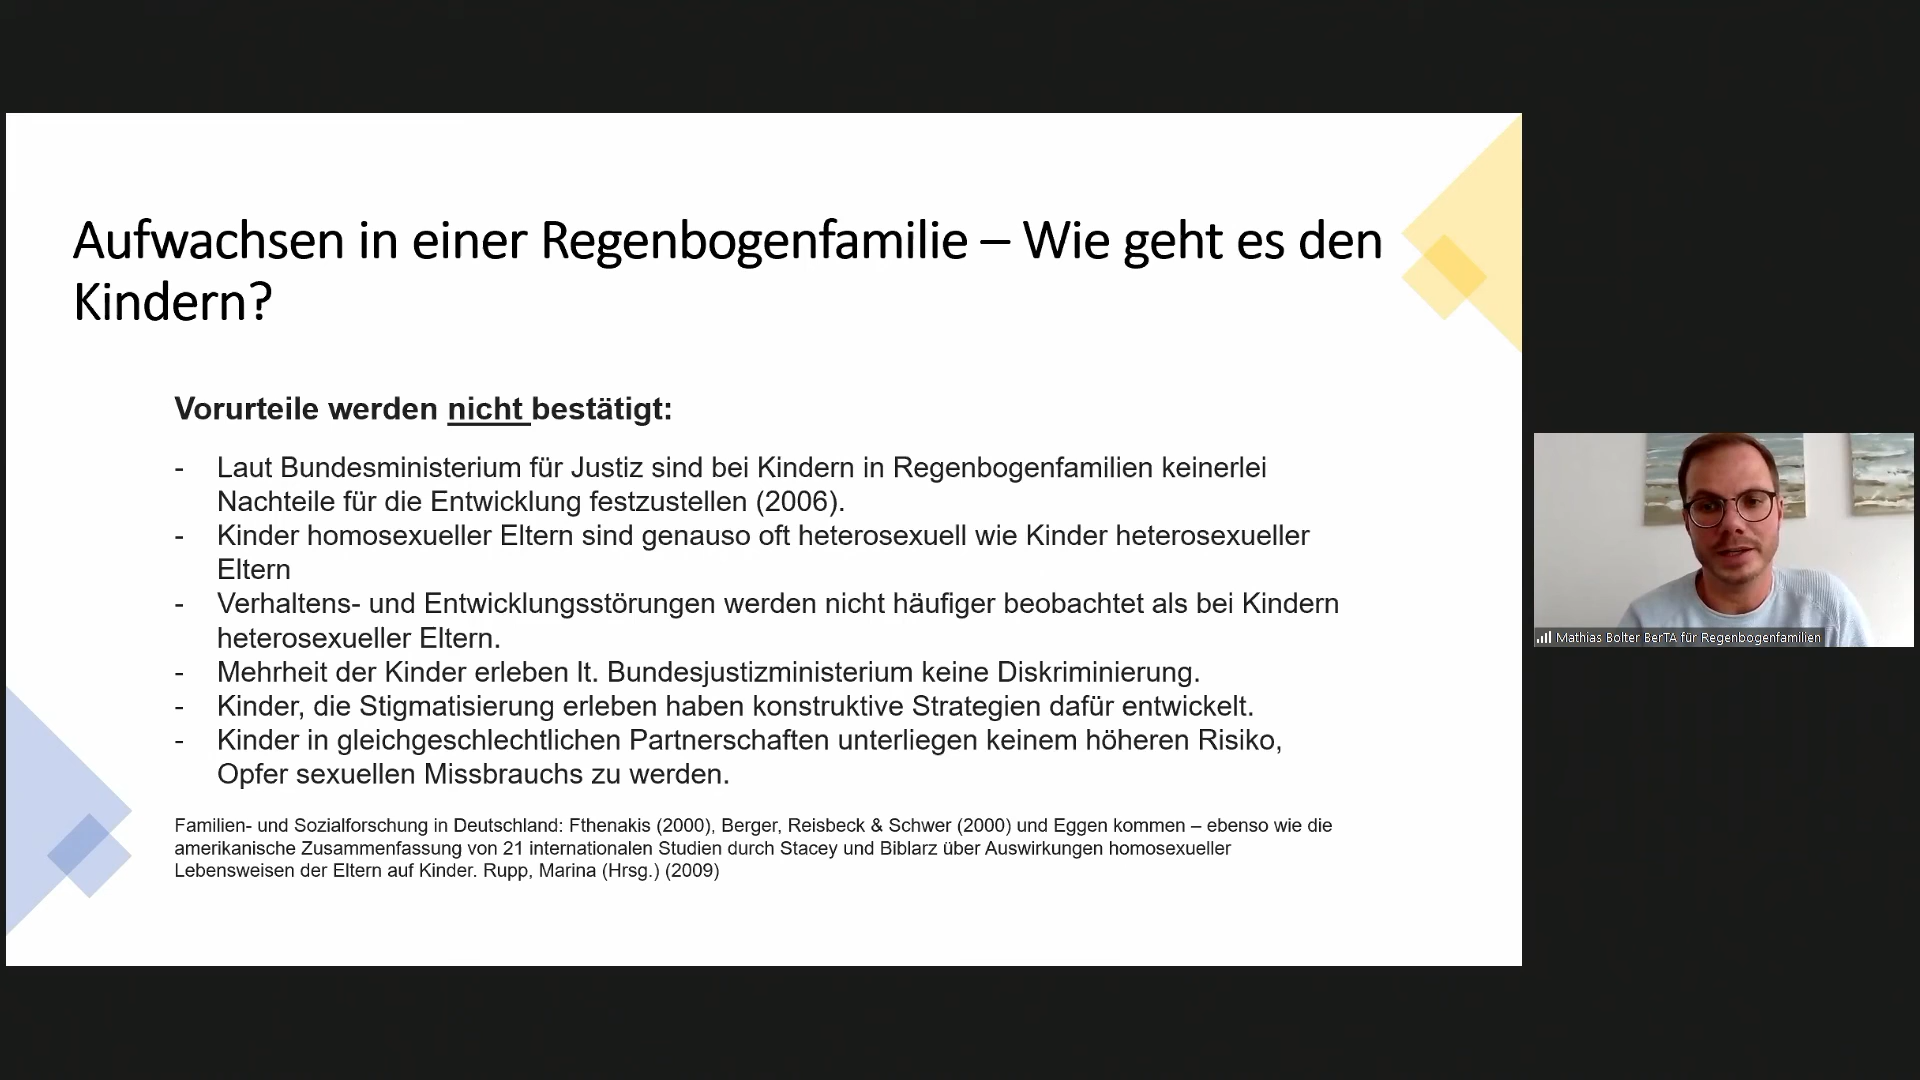 Aufwachsen in einer Regenbogenfamilie – Wie geht es den
Kindern?
Vorurteile werden nicht bestätigt:
- Laut Bundesministerium für Justiz sind bei Kindern in Regenbogenfamilien keinerlei
Nachteile für die Entwicklung festzustellen (2006).
- Kinder homosexueller Eltern sind genauso oft heterosexuell wie Kinder heterosexueller
Eltern
- Verhaltens- und Entwicklungsstörungen werden nicht häufiger beobachtet als bei Kindern
heterosexueller Eltern.
- Mehrheit der Kinder erleben lt. Bundesjustizministerium keine Diskriminierung.
- Kinder, die Stigmatisierung erleben haben konstruktive Strategien dafür entwickelt.
- Kinder in gleichgeschlechtlichen Partnerschaften unterliegen keinem höheren Risiko,
Opfer sexuellen Missbrauchs zu werden.
Familien- und Sozialforschung in Deutschland: Fthenakis (2000), Berger, Reisbeck & Schwer (2000) und Eggen kommen – ebenso wie die
amerikanische Zusammenfassung von 21 internationalen Studien durch Stacey und Biblarz über Auswirkungen homosexueller
Lebensweisen der Eltern auf Kinder. Rupp, Marina (Hrsg.) (2009)
Mathias Bolter BerTA für Regenbogenfamilien